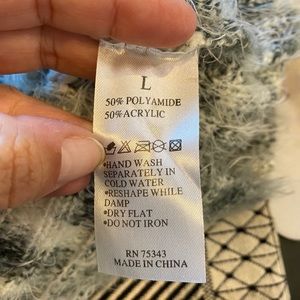 L
50% POLYAMIDE
50% ACRYLIC
•HAND WASH
SEPARATELY IN
COLD WATER
•RESHAPE WHILE
DAMP
•DRY FLAT
•DO NOT IRON
RN 75343
MADE IN CHINA